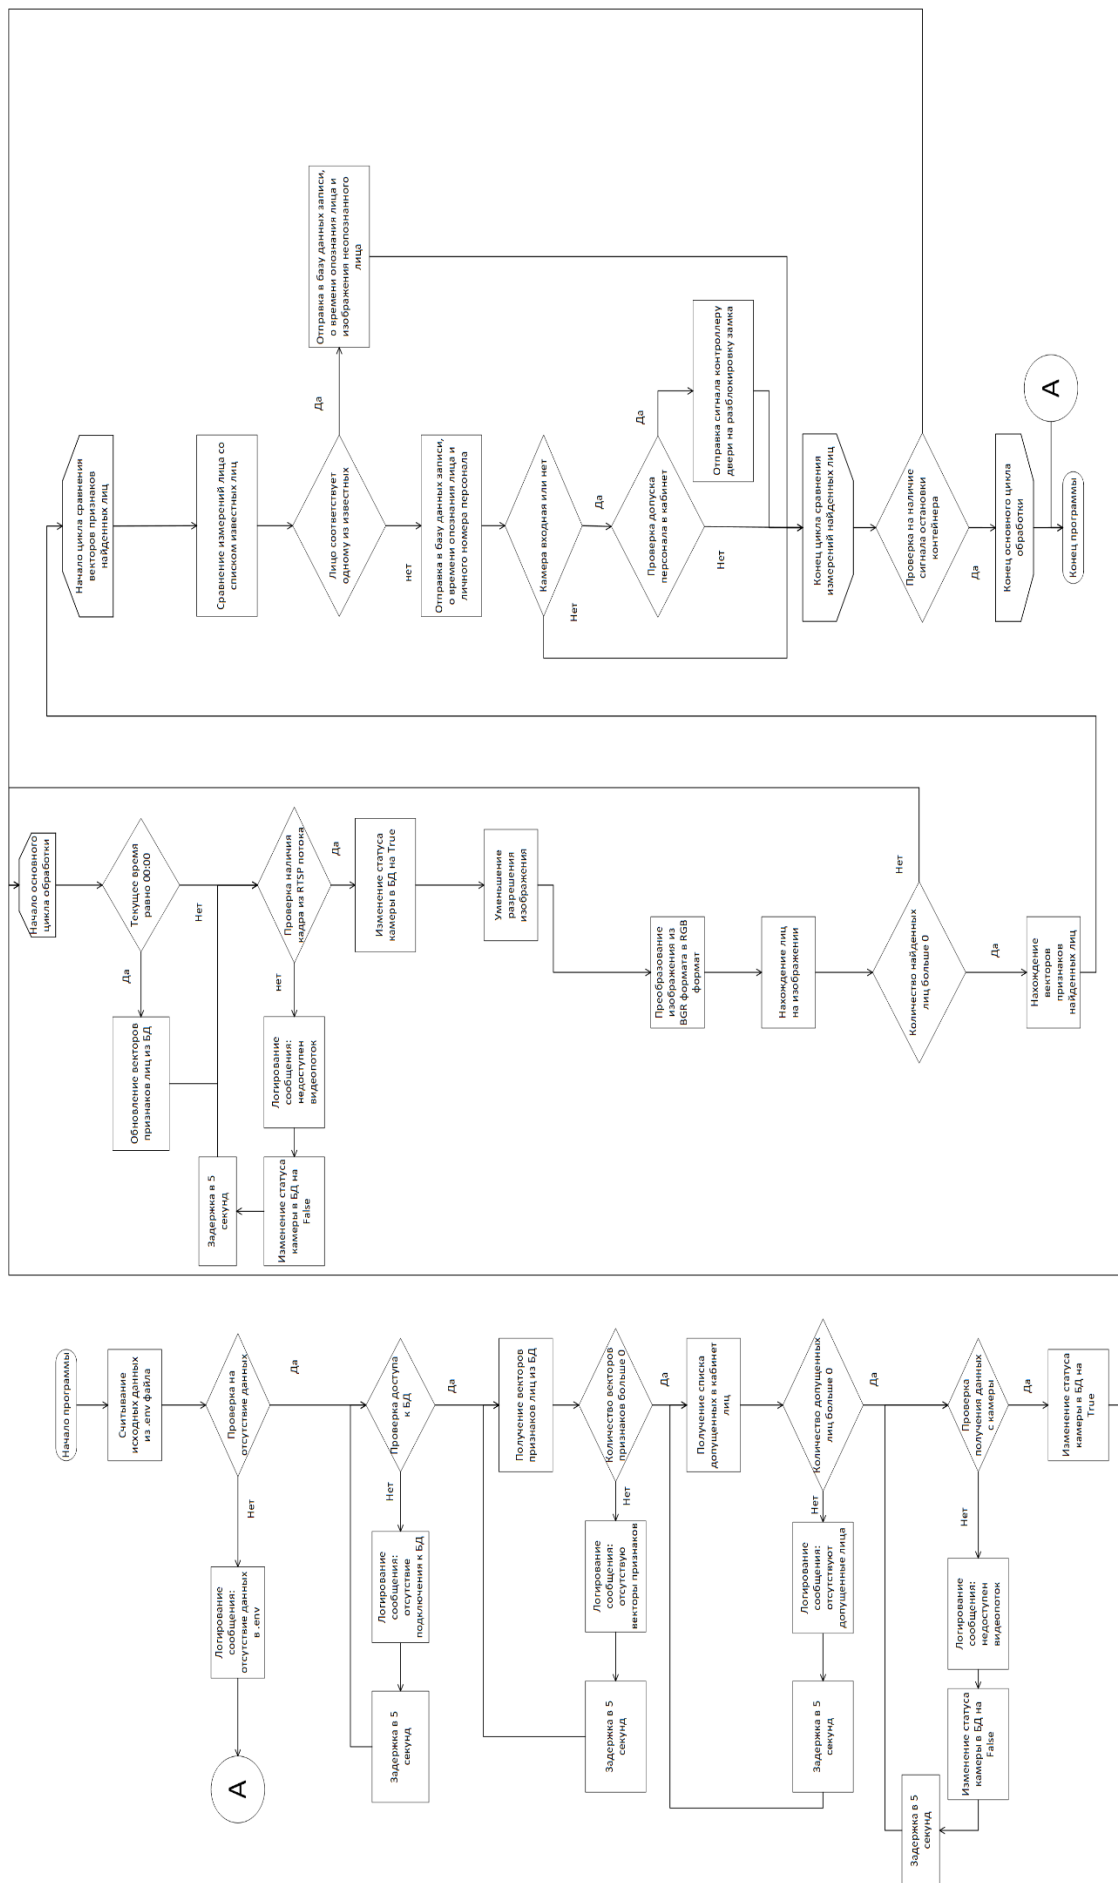 Начало программы
Считывание
исходных данных
из .env файла
Проверка на
отсутствие данных
Да
Нет
Логирование
сообщения:
отсутствие данных
в .env
А
Проверка доступа
к БД
Да
Нет
Логирование
сообщения:
отсутствие
подключения к БД
Задержка в 5
секунд
Получение векторов
признаков лиц из БД
Количество векторов
признаков больше 0
Да
Нет
Логирование
сообщения:
отсутствую
векторы признаков
Задержка в 5
секунд
Получение списка
допущенных в кабинет
лиц
Количество допущенных
лиц больше 0
Да
Нет
Логирование
сообщения:
отсутствуют
допущенные лица
Задержка в 5
секунд
Проверка
получения данных
с камеры
Да
Нет
Логирование
сообщения:
недоступен
видеопоток
Изменение статуса
камеры в БД на
False
Задержка в 5
секунд
Изменение статуса
камеры в БД на
True
Начало основного
цикла обработки
Текущее время
равно 00:00
Нет
Да
Обновление векторов
признаков лиц из БД
Проверка наличия
кадра из RTSP потока
Да
нет
Логирование
сообщения:
недоступен
видеопоток
Изменение статуса
камеры в БД на
False
Задержка в 5
секунд
Изменение статуса
камеры в БД на True
Уменьшение
разрешения
изображения
Преобразование
изображения из
BGR формата в RGB
формат
Нахождение лиц
на изображении
Количество найденных
лиц больше 0
Нет
Да
Нахождение
векторов
признаков
найденных лиц
Начало цикла сравнения
векторов признаков
найденных лиц
Сравнение измерений лица со
списком известных лиц
Лицо соответствует
одному из известных
Да
нет
Отправка в базу данных записи,
о времени опознания лица и
изображения неопознанного
лица
Отправка в базу данных записи,
о времени опознания лица и
личного номера персонала
Камера входная или нет
Да
Нет
Проверка допуска
персонала в кабинет
Да
Нет
Отправка сигнала контроллеру
двери на разблокировку замка
Конец цикла сравнения
измерений найденных лиц
Проверка на наличие
сигнала остановки
контейнера
Да
Конец основного цикла
обработки
А
Конец программы